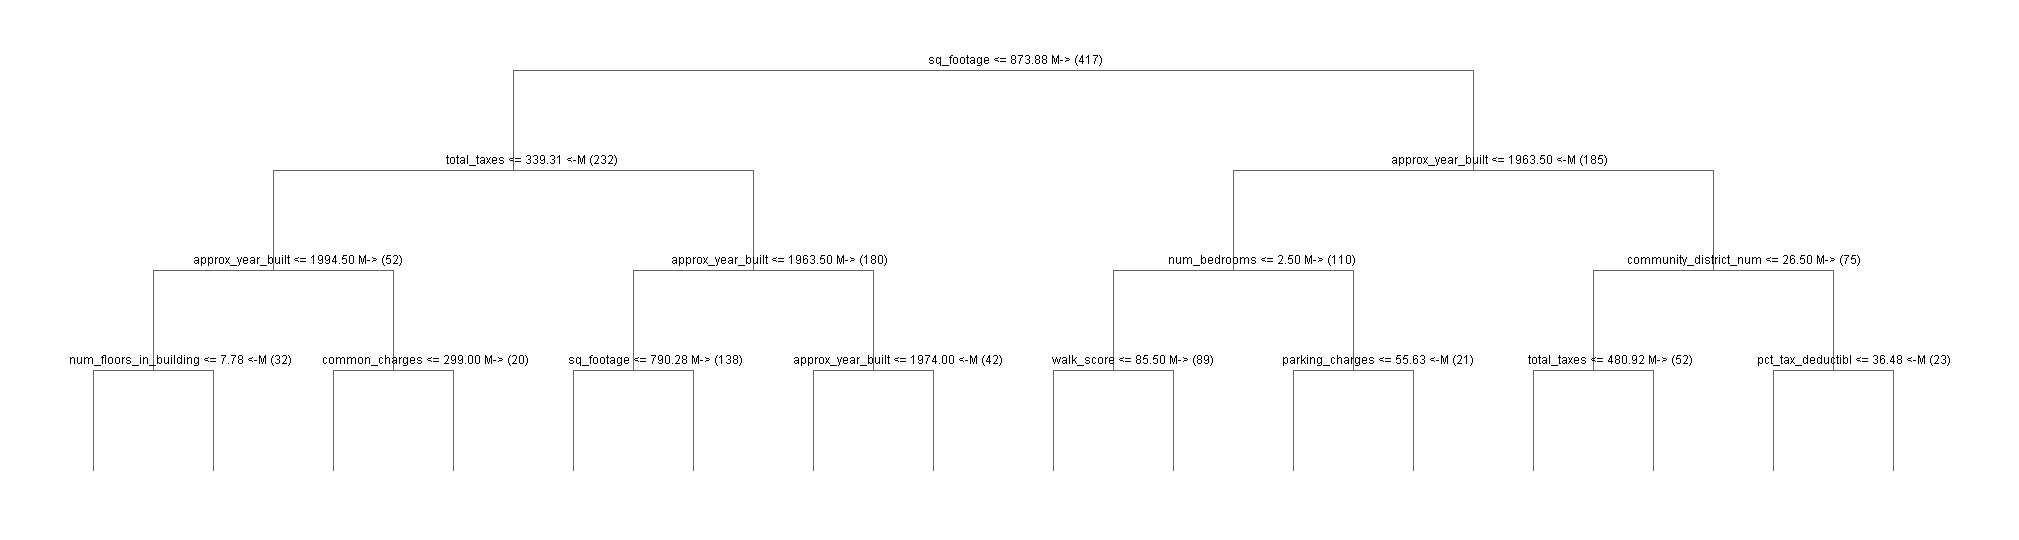 sq_footage <= 873.88 M-> (417)
total_taxes <= 339.31 <-M (232)
approx_year_built <= 1963.50 <-M (185)
approx_year_built <= 1994.50 M-> (52)
approx_year_built <= 1963.50 M-> (180)
num_bedrooms <= 2.50 M-> (110)
community_district_num <= 26.50 M-> (75)
num_floors_in_building <= 7.78 <-M (32)
common_charges <= 299.00 M-> (20)
sq_footage <= 790.28 M-> (138)
approx_year_built <= 1974.00 <-M (42)
walk_score <= 85.50 M-> (89)
parking_charges <= 55.63 <-M (21)
total_taxes <= 480.92 M-> (52)
pct_tax_deductibl <= 36.48 <-M (23)